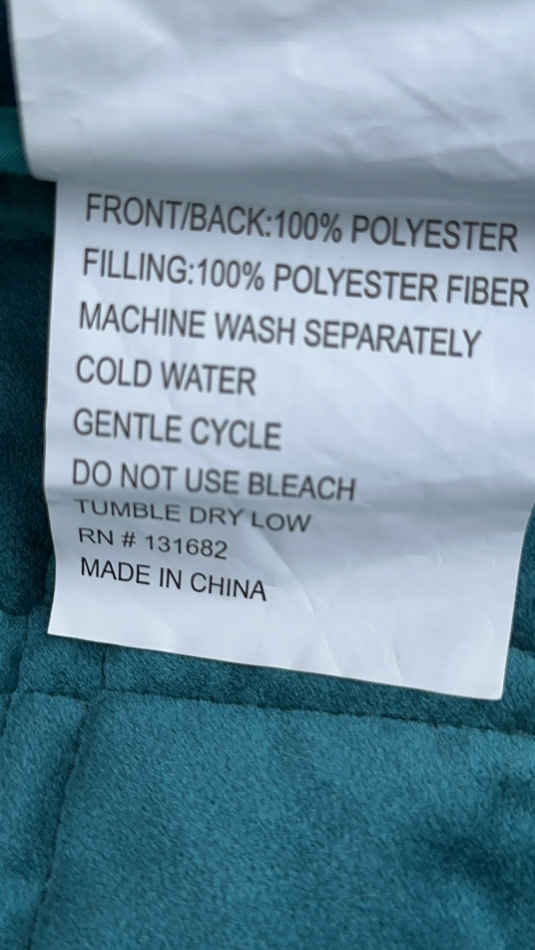 FRONT/BACK:100% POLYESTER
FILLING:100% POLYESTER FIBER
MACHINE WASH SEPARATELY
COLD WATER
GENTLE CYCLE
DO NOT USE BLEACH
TUMBLE DRY LOW
RN # 131682
MADE IN CHINA